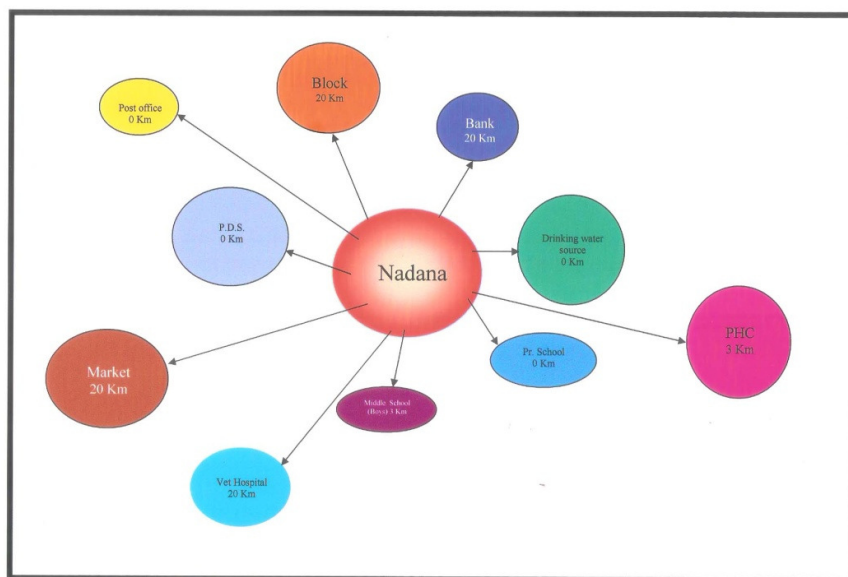 Block
20 Km
Post office
0 Km
Bank
20 Km
P.D.S.
0 Km
Drinking water
source
0 Km
Nadana
PHC
3 Km
Pr. School
0 Km
Market
20 Km
Middle School
(Boys) 3 Km
Vet Hospital
20 Km